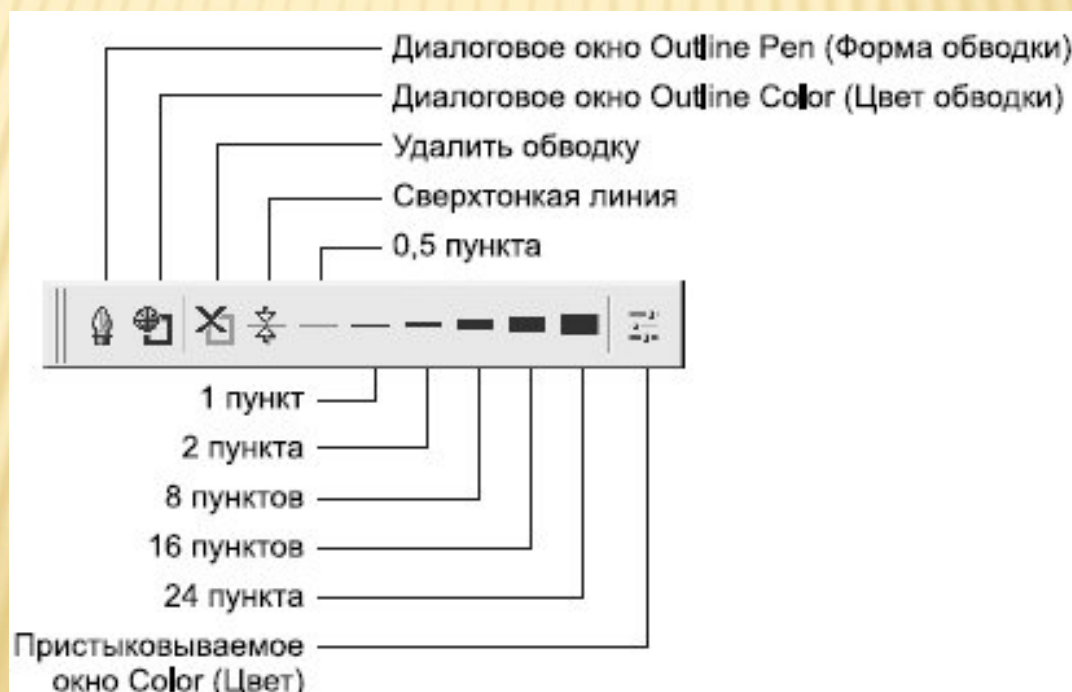 Диалоговое окно Outline Pen (Форма обводки)
Диалоговое окно Outline Color (Цвет обводки)
Удалить обводку
Сверхтонкая линия
0,5 пункта
1 пункт
2 пункта
8 пунктов
16 пунктов
24 пункта
Пристыковываемое
окно Color (Цвет)